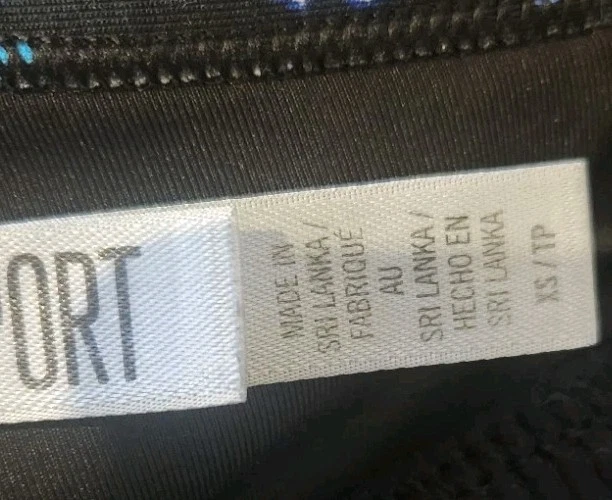 PORT
MADE IN
SRI LANKA /
FABRIQUÉ
AU
SRI LANKA /
HECHO EN
SRI LANKA
XS / TP